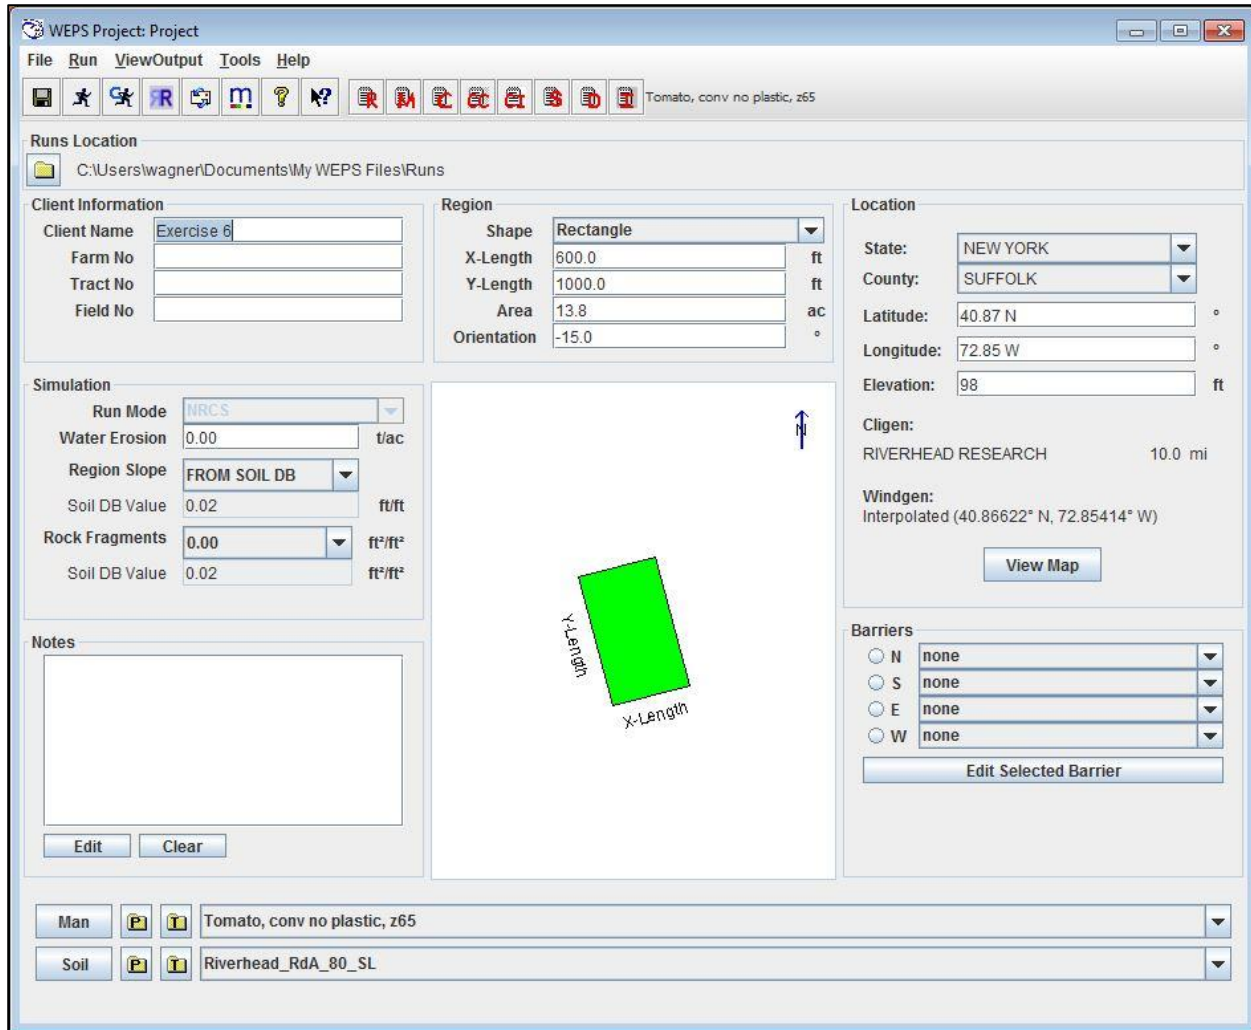 WEPS Project: Project
File Run ViewOutput Tools Help
R M C S D Tomato, conv no plastic, z65
Runs Location
C:\Users\wagner\Documents\My WEPS Files\Runs
Client Information
Client Name Exercise 6
Farm No
Tract No
Field No
Region
Shape Rectangle
X-Length 600.0 ft
Y-Length 1000.0 ft
Area 13.8 ac
Orientation -15.0 °
Location
State: NEW YORK
County: SUFFOLK
Latitude: 40.87 N °
Longitude: 72.85 W °
Elevation: 98 ft
Cligen:
RIVERHEAD RESEARCH 10.0 mi
Windgen:
Interpolated (40.86622° N, 72.85414° W)
View Map
Simulation
Run Mode NRCS
Water Erosion 0.00 t/ac
Region Slope FROM SOIL DB
Soil DB Value 0.02 ft/ft
Rock Fragments 0.00 ft²/ft²
Soil DB Value 0.02 ft²/ft²
N
Y-Length
X-Length
Notes
Edit Clear
Barriers
N none
S none
E none
W none
Edit Selected Barrier
Man P T Tomato, conv no plastic, z65
Soil P T Riverhead_RdA_80_SL